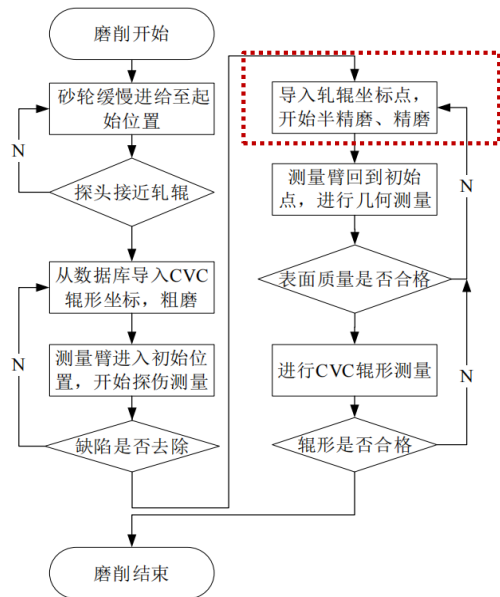 磨削开始
砂轮缓慢进给至起
始位置
N
探头接近轧辊
从数据库导入CVC
辊形坐标，粗磨
测量臂进入初始位
置，开始探伤测量
N
缺陷是否去除
导入轧辊坐标点，
开始半精磨、精磨
测量臂回到初始
点，进行几何测量
N
表面质量是否合格
进行CVC辊形测量
N
辊形是否合格
磨削结束